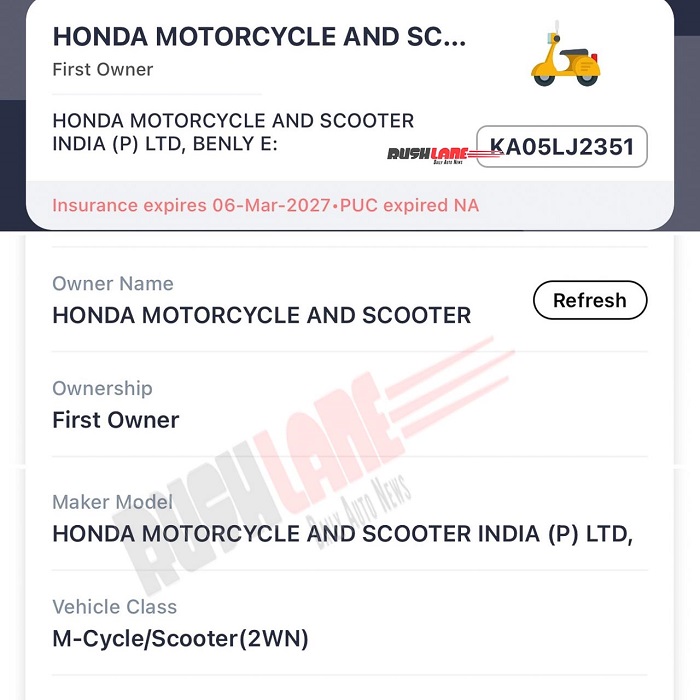 HONDA MOTORCYCLE AND SC...
First Owner
HONDA MOTORCYCLE AND SCOOTER
INDIA (P) LTD, BENLY E:
RUSHLANE
DAILY AUTO NEWS
KA05LJ2351
Insurance expires 06-Mar-2027•PUC expired NA
Owner Name
HONDA MOTORCYCLE AND SCOOTER
Refresh
Ownership
First Owner
RUSHLANE
DAILY AUTO NEWS
Maker Model
HONDA MOTORCYCLE AND SCOOTER INDIA (P) LTD,
Vehicle Class
M-Cycle/Scooter(2WN)